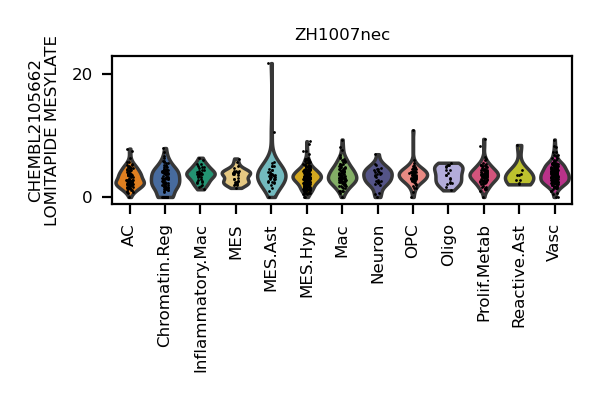 ZH1007nec
CHEMBL2105662
LOMITAPIDE MESYLATE
20
0
AC
Chromatin.Reg
Inflammatory.Mac
MES
MES.Ast
MES.Hyp
Mac
Neuron
OPC
Oligo
Prolif.Metab
Reactive.Ast
Vasc